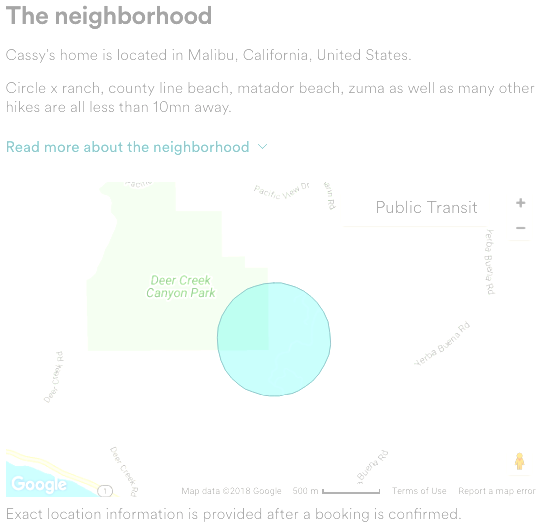 The neighborhood
Cassy's home is located in Malibu, California, United States.
Circle x ranch, county line beach, matador beach, zuma as well as many other
hikes are all less than 10mn away.
Read more about the neighborhood
Pacific View Dr
Public Transit
+
−
Yerba Buena Rd
Deer Creek
Canyon Park
Yerba Buena Rd
Deer Creek Rd
Deer Creek Rd
Buena Rd
Google
1
Map data ©2018 Google
500 m
Terms of Use
Report a map error
Exact location information is provided after a booking is confirmed.